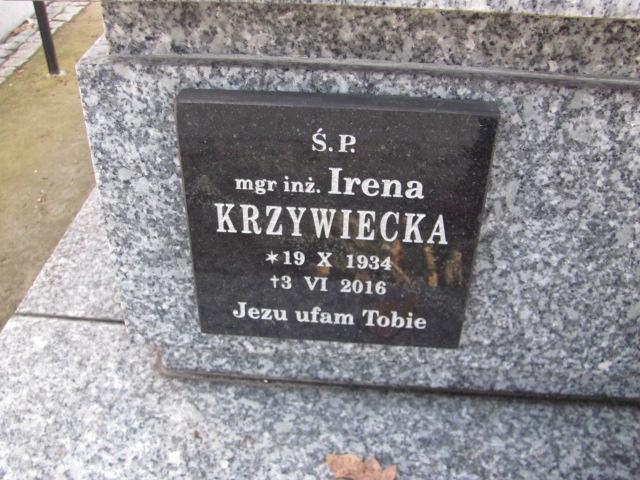 Ś.P.
mgr inż. Irena
KRZYWIECKA
*19 X 1934
†3 VI 2016
Jezu ufam Tobie